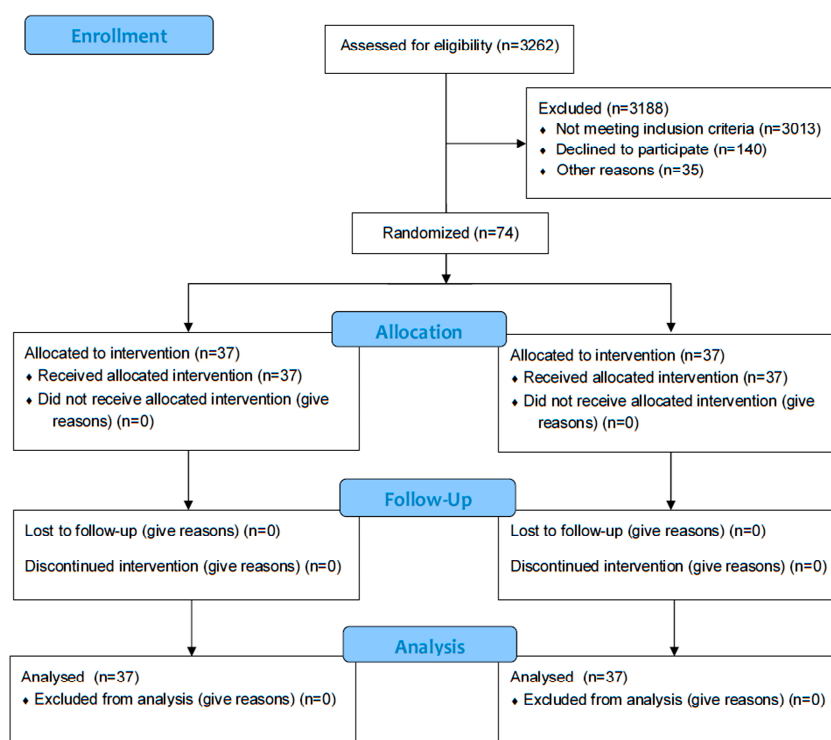 Enrollment
Assessed for eligibility (n=3262)
Excluded (n=3188)
♦ Not meeting inclusion criteria (n=3013)
♦ Declined to participate (n=140)
♦ Other reasons (n=35)
Randomized (n=74)
Allocation
Allocated to intervention (n=37)
♦ Received allocated intervention (n=37)
♦ Did not receive allocated intervention (give
reasons) (n=0)
Allocated to intervention (n=37)
♦ Received allocated intervention (n=37)
♦ Did not receive allocated intervention (give
reasons) (n=0)
Follow-Up
Lost to follow-up (give reasons) (n=0)
Discontinued intervention (give reasons) (n=0)
Lost to follow-up (give reasons) (n=0)
Discontinued intervention (give reasons) (n=0)
Analysis
Analysed (n=37)
♦ Excluded from analysis (give reasons) (n=0)
Analysed (n=37)
♦ Excluded from analysis (give reasons) (n=0)